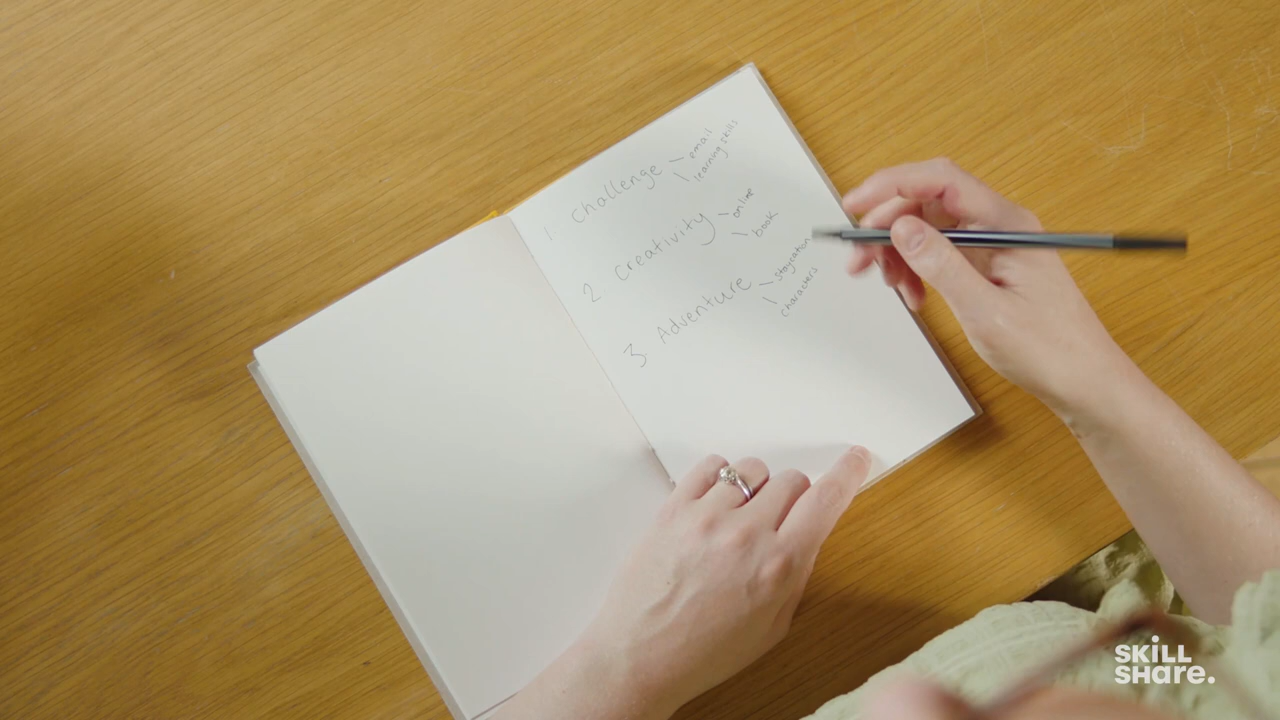 1 Challenge
email
learning skills
2 Creativity
online
book
3 Adventure
staycation
characters
SKILL
SHARE.